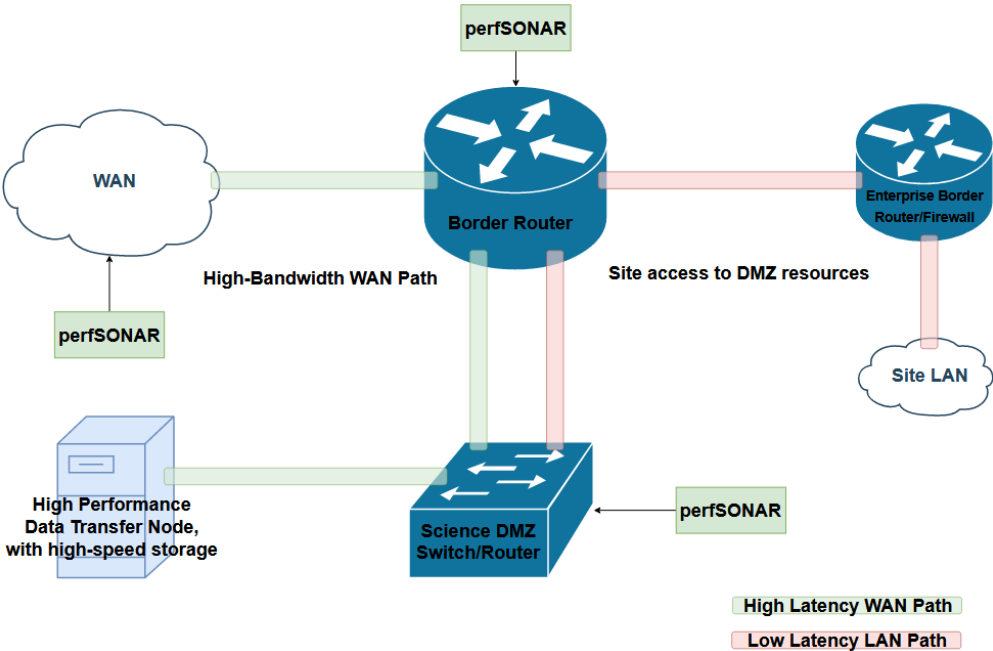 perfSONAR
WAN
Border Router
Enterprise Border
Router/Firewall
High-Bandwidth WAN Path
Site access to DMZ resources
perfSONAR
Site LAN
High Performance
Data Transfer Node,
with high-speed storage
Science DMZ
Switch/Router
perfSONAR
High Latency WAN Path
Low Latency LAN Path